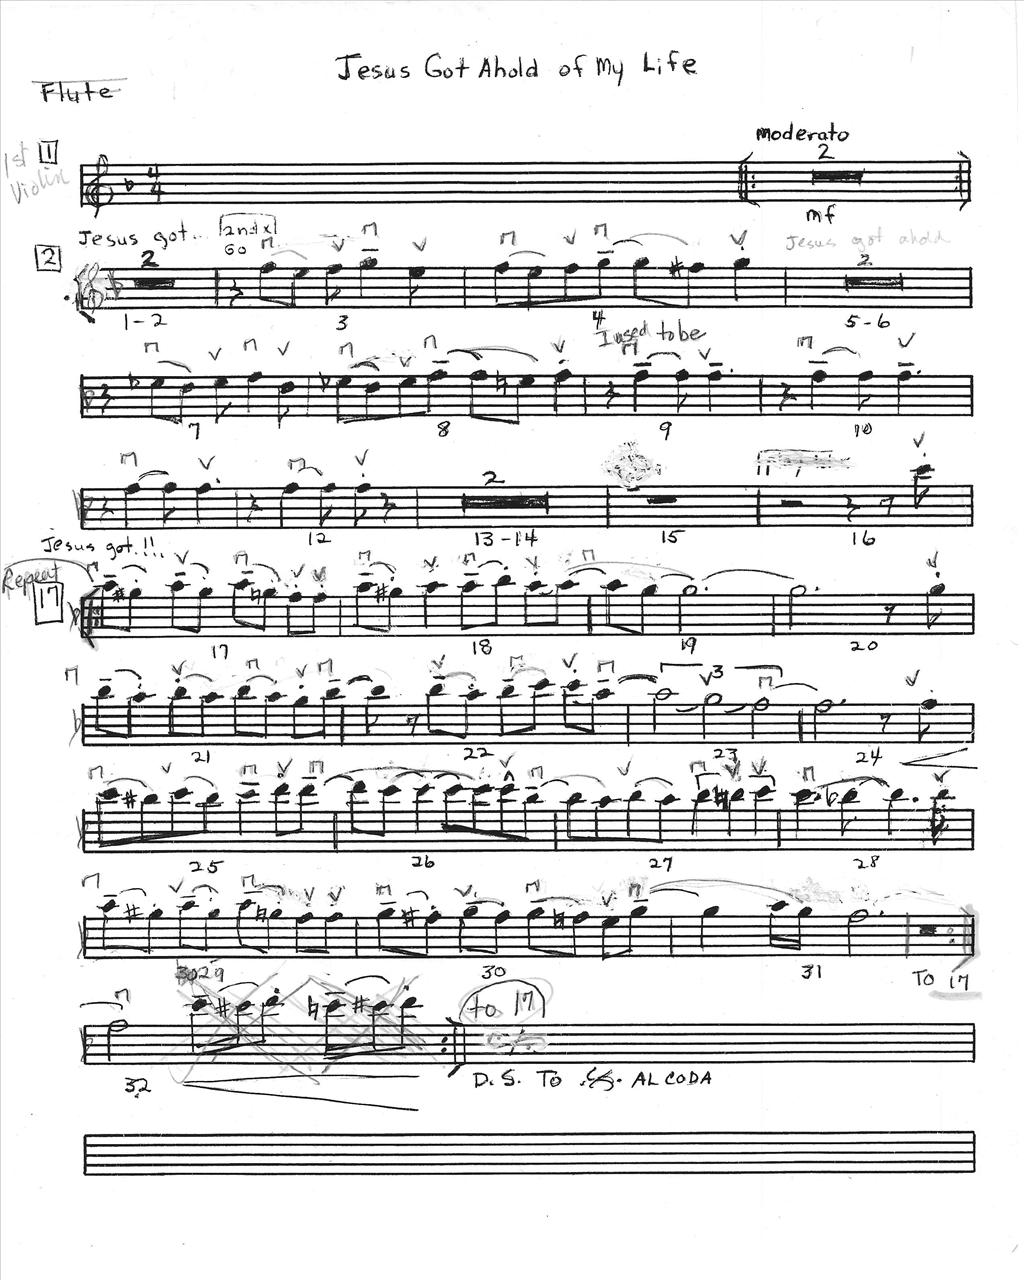 Jesus Got Ahold of My Life
Flute
1st Violin
1
moderato
4 4
2
mf
Jesus got..
2nd x
Go
Jesus got ahold
2
2 2
1-2 3 4 5-6
I used to be
7 8 9 10
2
12 13-14 15 16
Jesus got!!!
Repeat
17
17 18 19 20
3
21 22 23 24
25 26 27 28
3029 30 31 TO 17
to 17
32 D.S. TO AL CODA